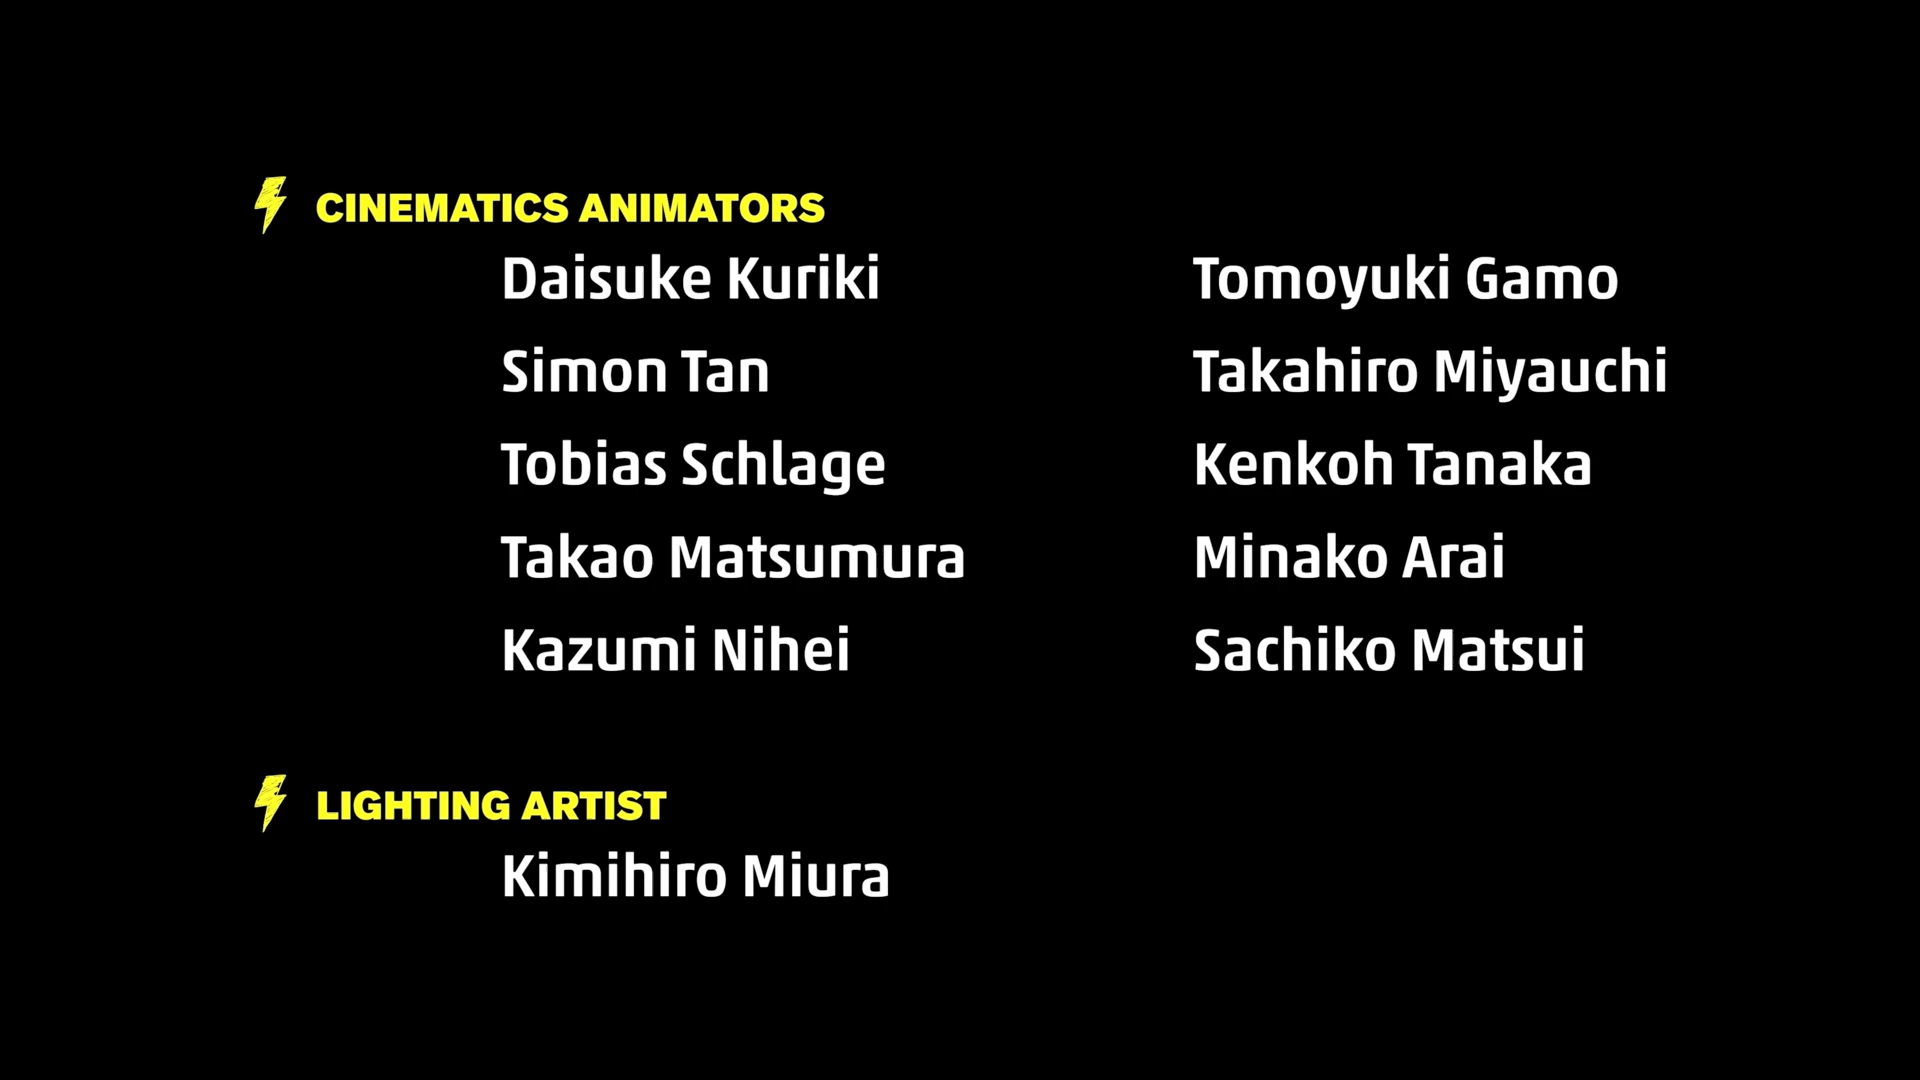 CINEMATICS ANIMATORS
Daisuke Kuriki Tomoyuki Gamo
Simon Tan Takahiro Miyauchi
Tobias Schlage Kenkoh Tanaka
Takao Matsumura Minako Arai
Kazumi Nihei Sachiko Matsui
LIGHTING ARTIST
Kimihiro Miura